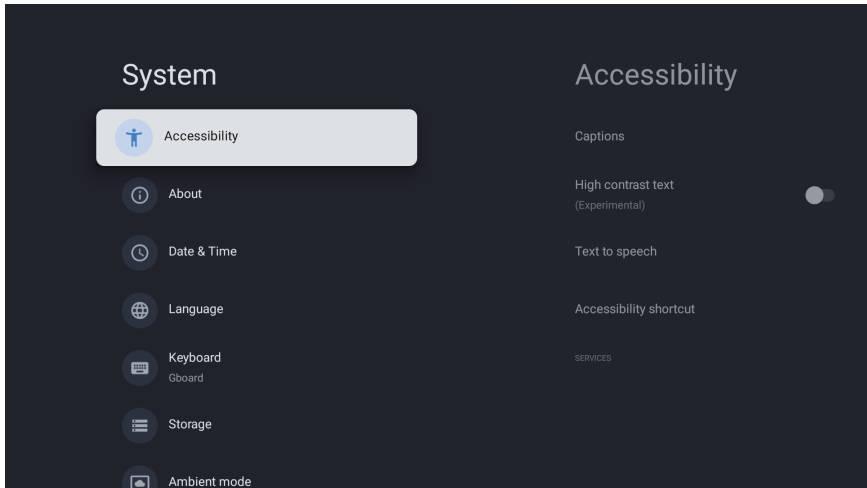 System
Accessibility
About
Date & Time
Language
Keyboard
Gboard
Storage
Ambient mode
Accessibility
Captions
High contrast text
(Experimental)
Text to speech
Accessibility shortcut
SERVICES